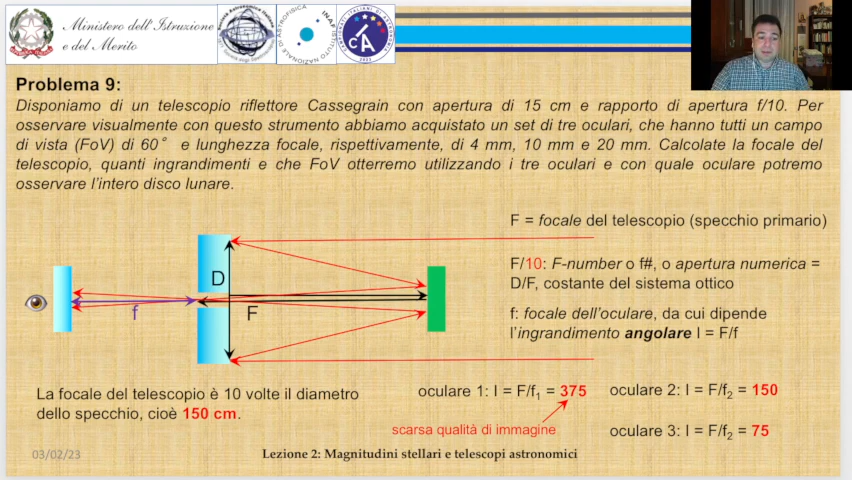 Ministero dell'Istruzione
e del Merito
Problema 9:
Disponiamo di un telescopio riflettore Cassegrain con apertura di 15 cm e rapporto di apertura f/10. Per
osservare visualmente con questo strumento abbiamo acquistato un set di tre oculari, che hanno tutti un campo
di vista (FoV) di 60° e lunghezza focale, rispettivamente, di 4 mm, 10 mm e 20 mm. Calcolate la focale del
telescopio, quanti ingrandimenti e che FoV otterremo utilizzando i tre oculari e con quale oculare potremo
osservare l'intero disco lunare.
F = focale del telescopio (specchio primario)
F/10: F-number o f#, o apertura numerica =
D/F, costante del sistema ottico
f: focale dell'oculare, da cui dipende
l'ingrandimento angolare I = F/f
D
f
F
La focale del telescopio è 10 volte il diametro
dello specchio, cioè 150 cm.
oculare 1: I = F/f1 = 375
scarsa qualità di immagine
oculare 2: I = F/f2 = 150
oculare 3: I = F/f2 = 75
03/02/23
Lezione 2: Magnitudini stellari e telescopi astronomici